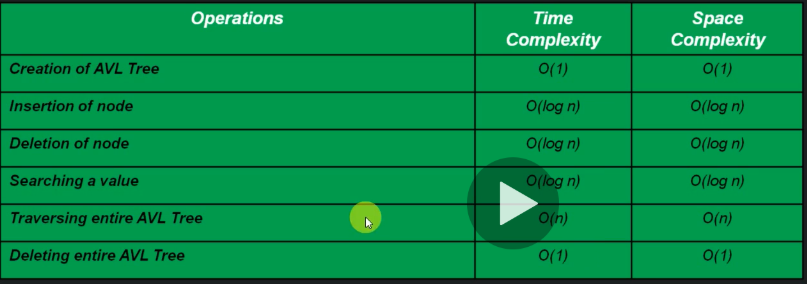 Operations Time Space
Complexity Complexity
Creation of AVL Tree O(1) O(1)
Insertion of node O(log n) O(log n)
Deletion of node O(log n) O(log n)
Searching a value O(log n) O(log n)
Traversing entire AVL Tree O(n) O(n)
Deleting entire AVL Tree O(1) O(1)